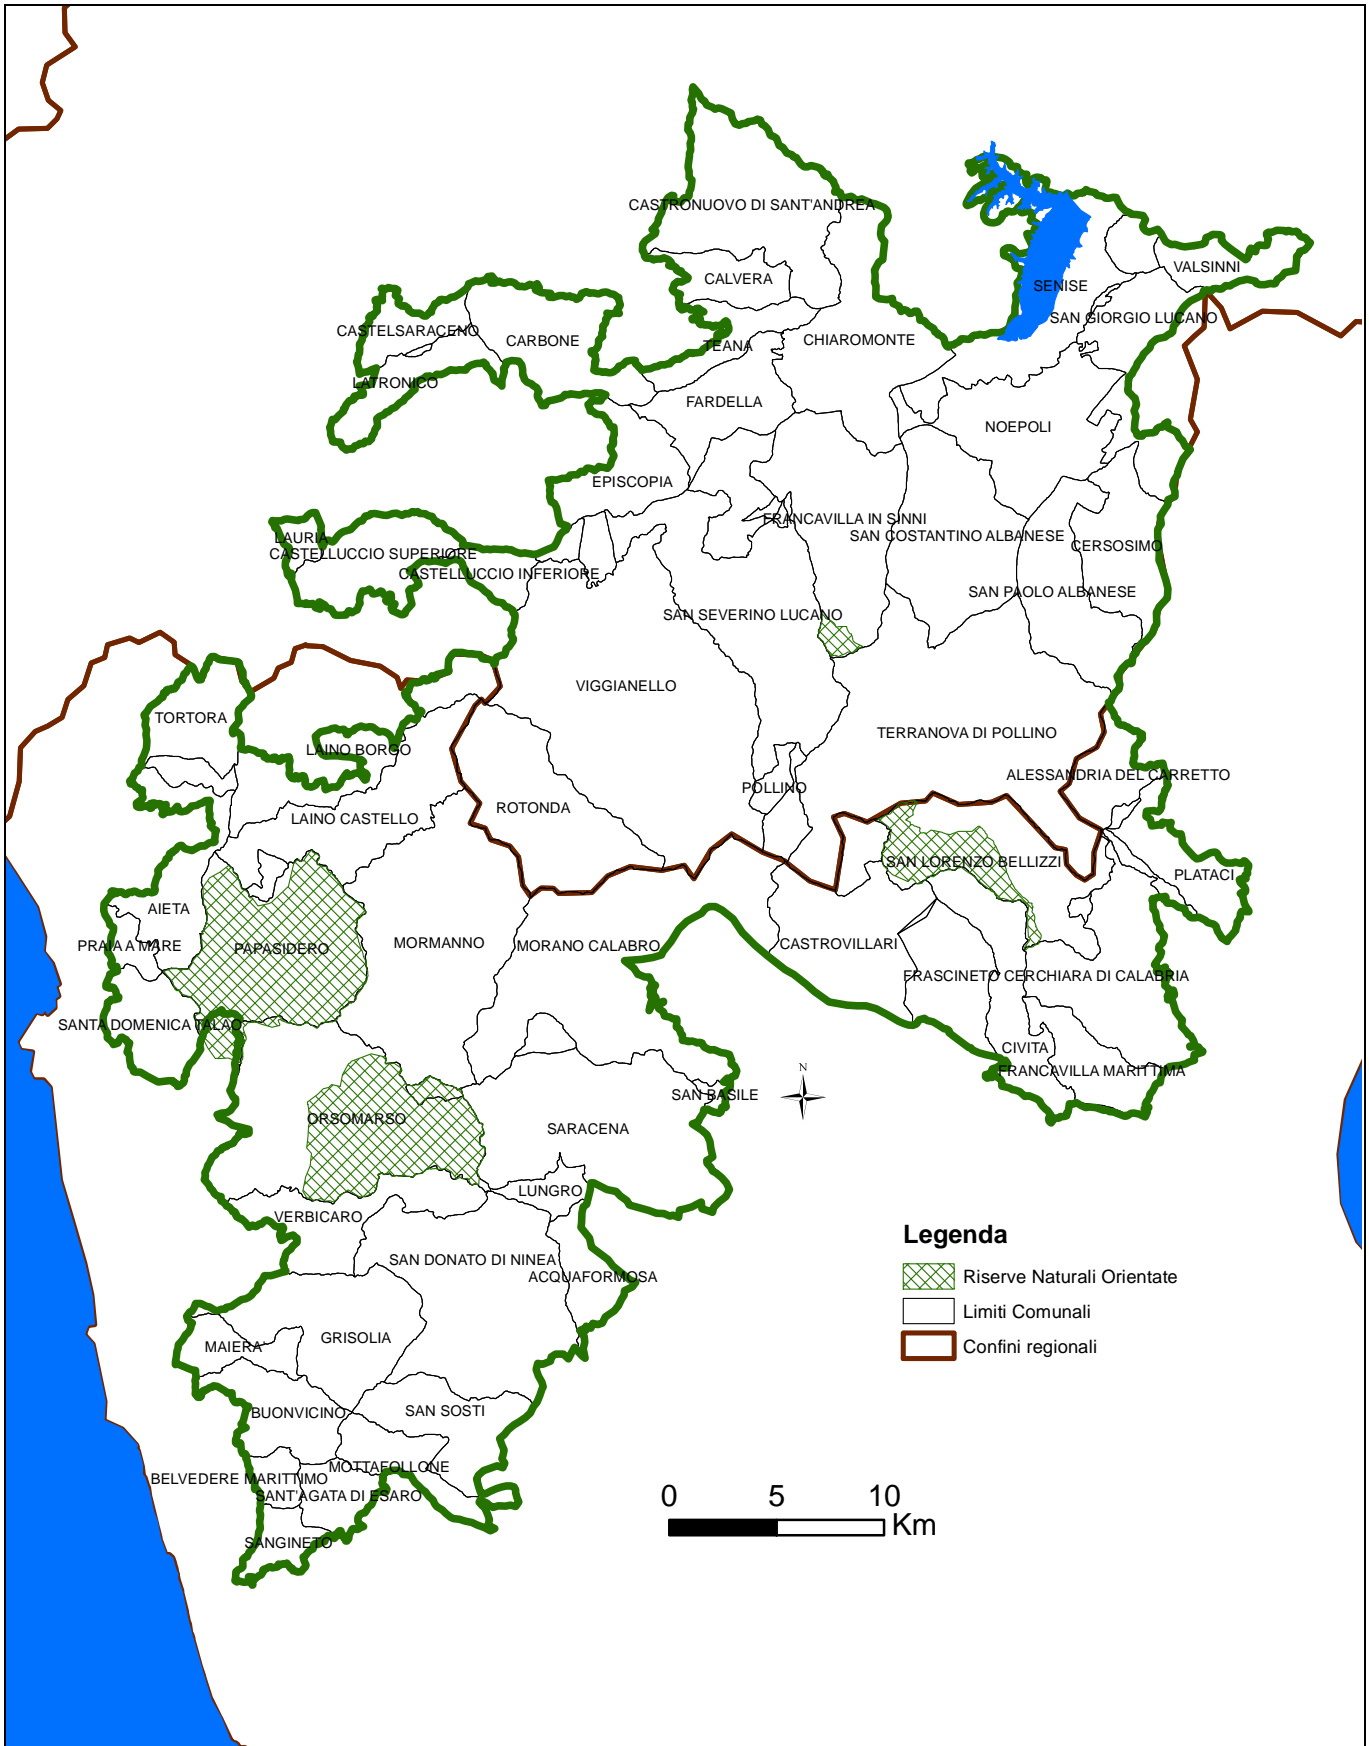 CASTRONUOVO DI SANT'ANDREA
VALSINNI
CALVERA
SENISE
SAN GIORGIO LUCANO
CASTELSARACENO
CARBONE
TEANA
CHIAROMONTE
LATRONICO
FARDELLA
NOEPOLI
EPISCOPIA
FRANCAVILLA IN SINNI
LAURIA
SAN COSTANTINO ALBANESE
CERSOSIMO
CASTELLUCCIO SUPERIORE
CASTELLUCCIO INFERIORE
SAN PAOLO ALBANESE
SAN SEVERINO LUCANO
VIGGIANELLO
TORTORA
TERRANOVA DI POLLINO
LAINO BORGO
ALESSANDRIA DEL CARRETTO
POLLINO
ROTONDA
LAINO CASTELLO
SAN LORENZO BELLIZZI
PLATACI
AIETA
PRAIA A MARE
PAPASIDERO
MORMANNO
MORANO CALABRO
CASTROVILLARI
FRASCINETO
CERCHIARA DI CALABRIA
SANTA DOMENICA TALAO
CIVITA
FRANCAVILLA MARITTIMA
N
SAN BASILE
ORSOMARSO
SARACENA
LUNGRO
VERBICARO
SAN DONATO DI NINEA
ACQUAFORMOSA
GRISOLIA
MAIERA'
BUONVICINO
SAN SOSTI
MOTTAFOLLONE
BELVEDERE MARITTIMO
SANT'AGATA DI ESARO
SANGINETO
Legenda
Riserve Naturali Orientate
Limiti Comunali
Confini regionali
0 5 10
Km